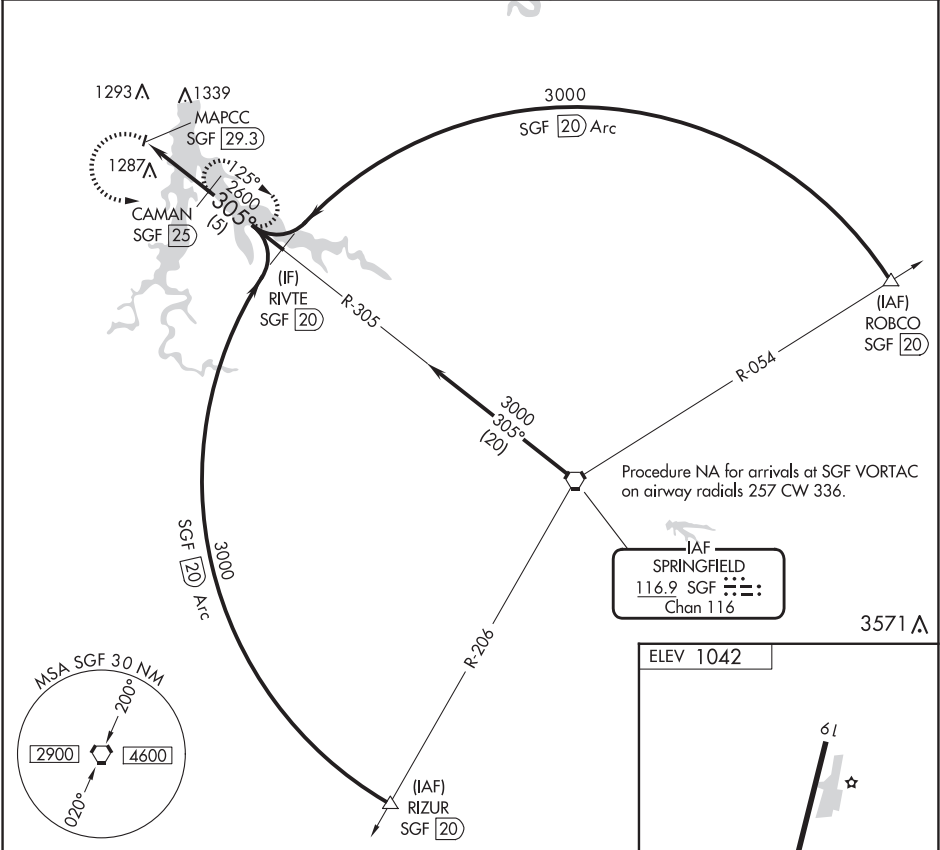 3000
SGF 20 Arc
1293
1339
MAPCC
SGF 29.3
1287
125°
2600
305°
(5)
CAMAN
SGF 25
(IF)
RIVTE
SGF 20
R-305
(IAF)
ROBCO
SGF 20
R-054
3000
305°
(20)
Procedure NA for arrivals at SGF VORTAC
on airway radials 257 CW 336.
IAF
SPRINGFIELD
116.9 SGF
Chan 116
3571
SGF 20 Arc
3000
R-206
MSA SGF 30 NM
200°
2900
4600
020°
(IAF)
RIZUR
SGF 20
ELEV 1042
19